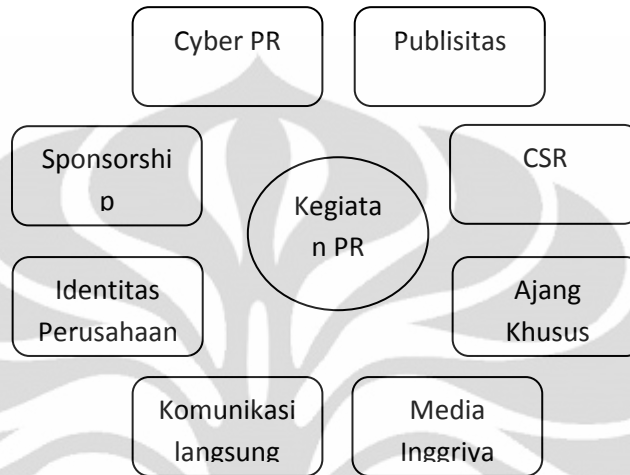 Cyber PR
Publisitas
Sponsorshi
p
CSR
Kegiata
n PR
Identitas
Perusahaan
Ajang
Khusus
Komunikasi
langsung
Media
Inggriya